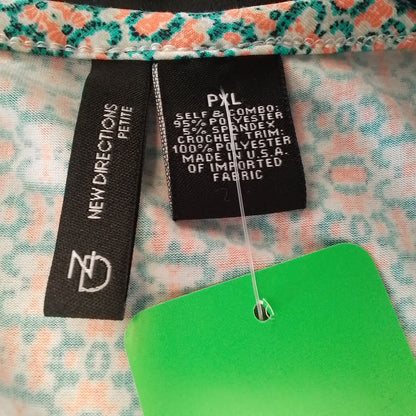 NEW DIRECTIONS
PETITE
ND
PXL
SELF & COMBO:
95% POLYESTER
5% SPANDEX
CROCHET TRIM:
100% POLYESTER
MADE IN U.S.A.
OF IMPORTED
FABRIC